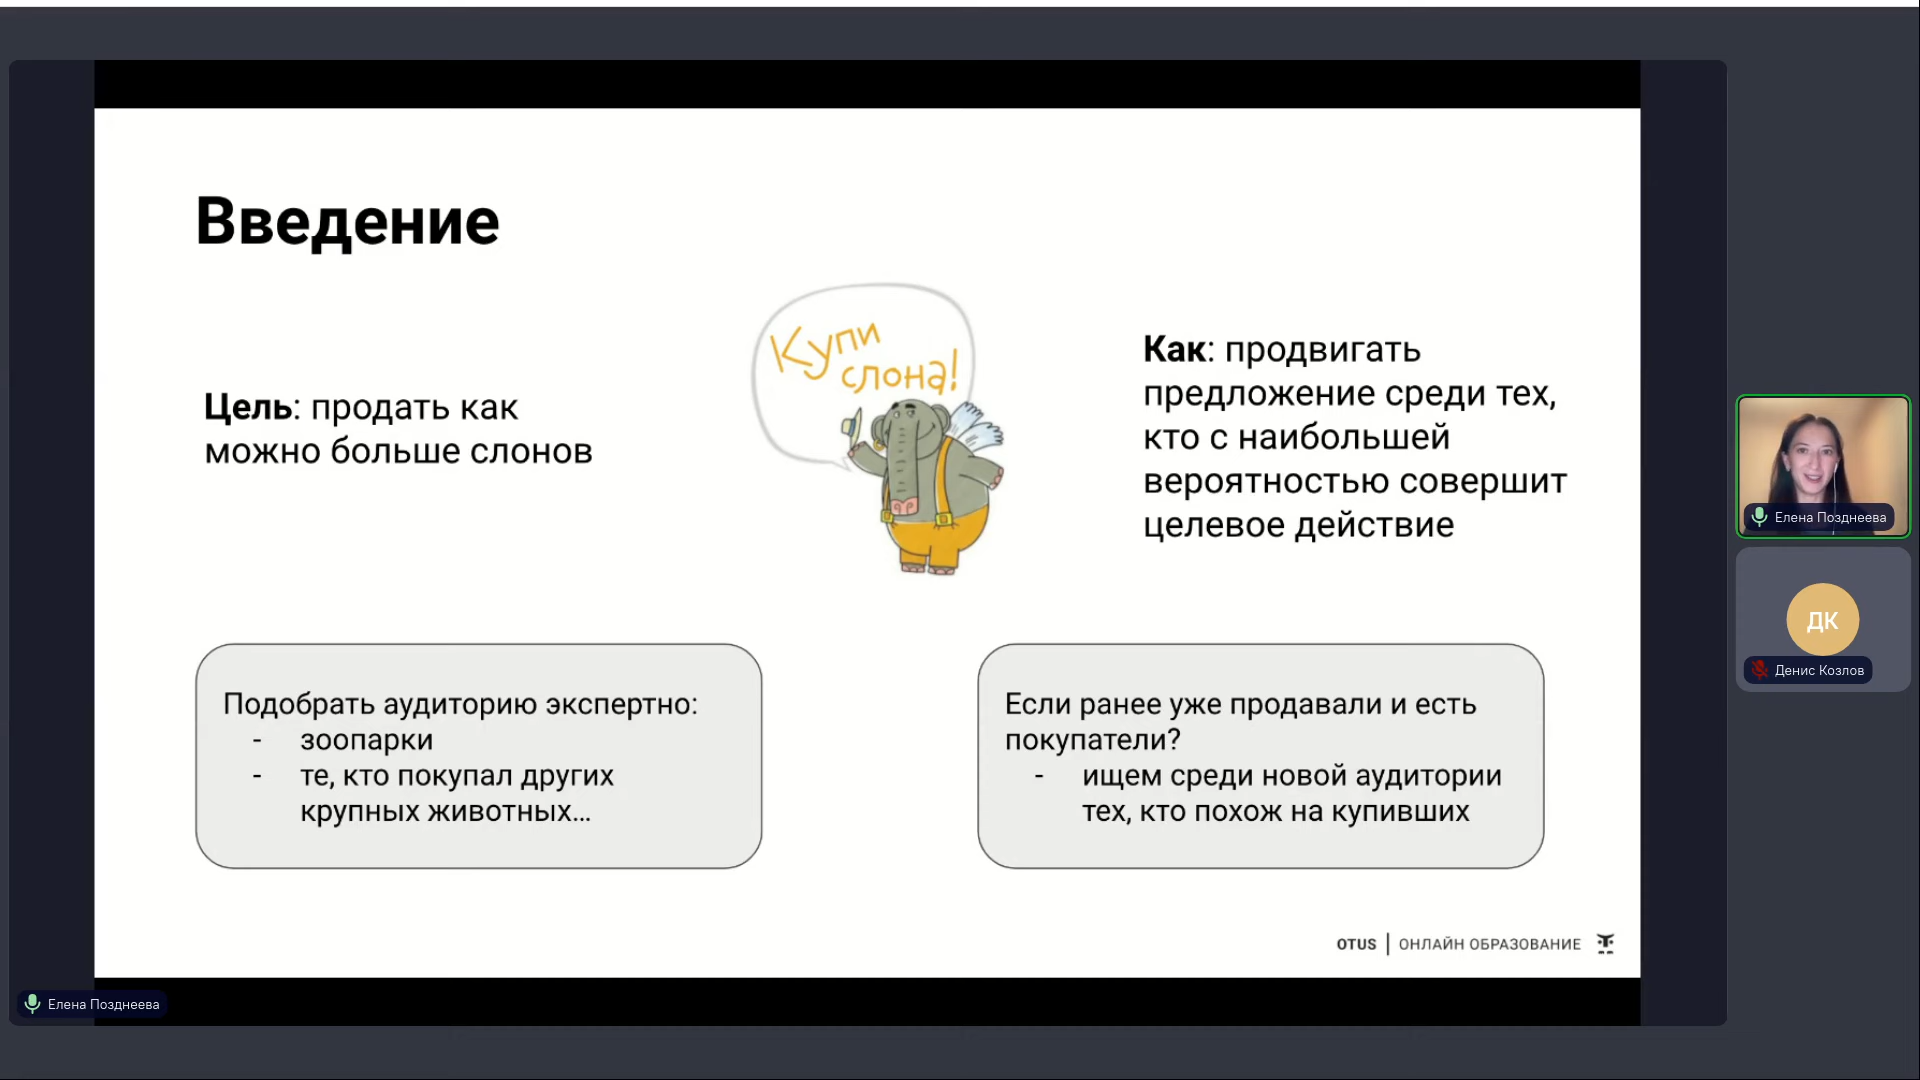 Введение
Цель: продать как
можно больше слонов
Купи
слона!
Как: продвигать
предложение среди тех,
кто с наибольшей
вероятностью совершит
целевое действие
Подобрать аудиторию экспертно:
- зоопарки
- те, кто покупал других
крупных животных...
Если ранее уже продавали и есть
покупатели?
- ищем среди новой аудитории
тех, кто похож на купивших
OTUS | ОНЛАЙН ОБРАЗОВАНИЕ
Елена Позднеева
Елена Позднеева
ДК
Денис Козлов